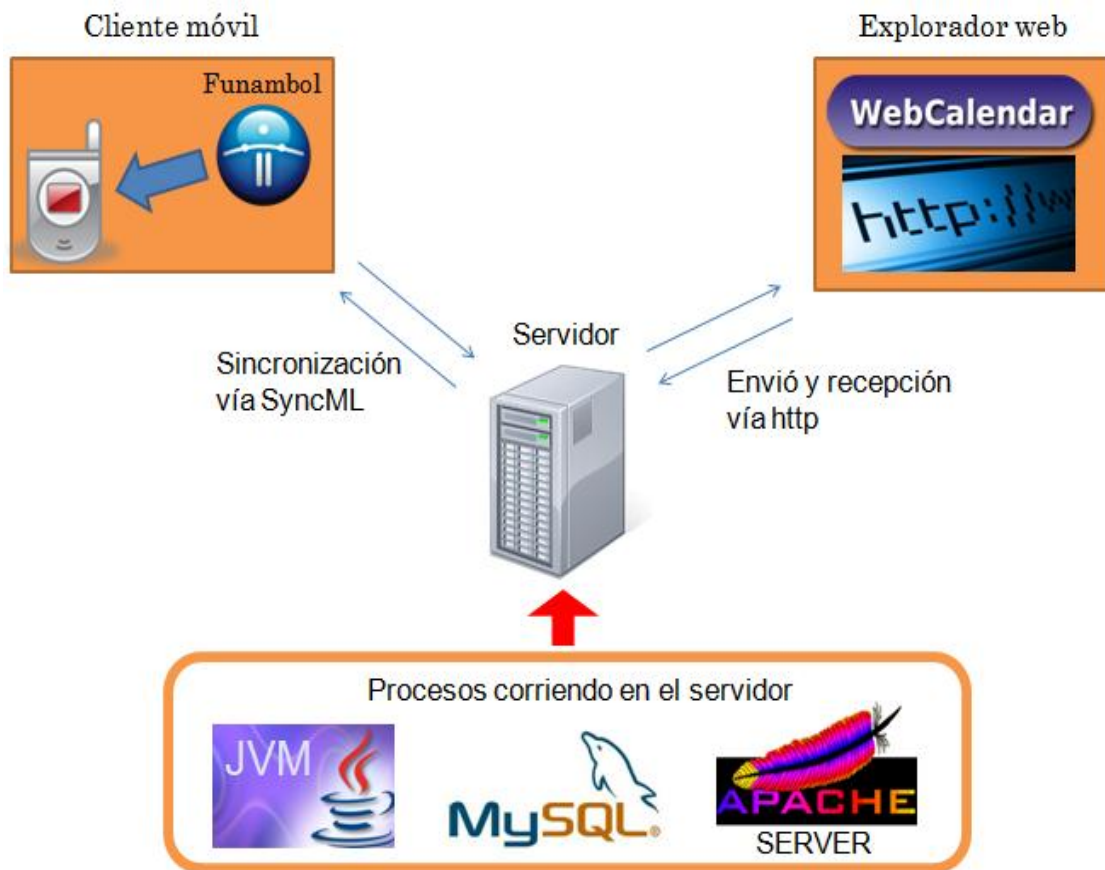 Cliente móvil
Explorador web
Funambol
WebCalendar
http://w
Servidor
Sincronización
vía SyncML
Envió y recepción
vía http
Procesos corriendo en el servidor
JVM
MySQL®
APACHE
SERVER